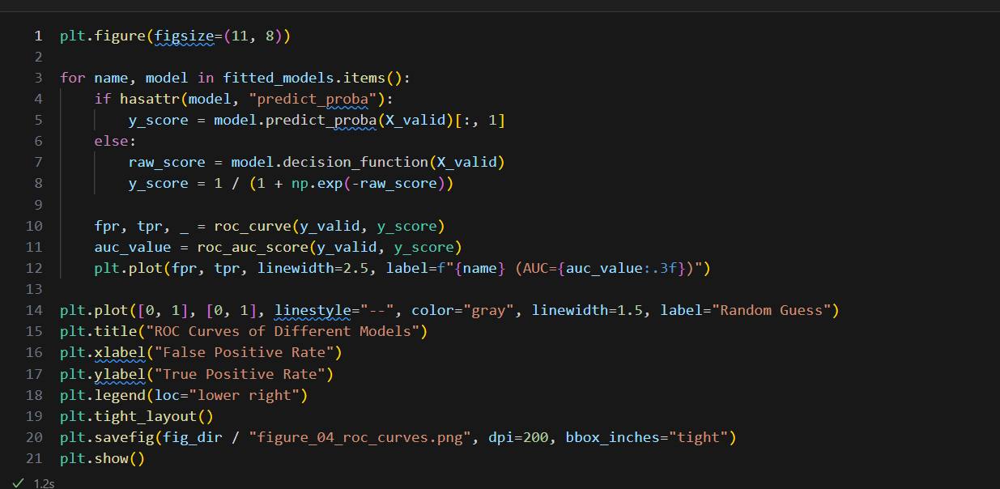 1 plt.figure(figsize=(11, 8))
2
3 for name, model in fitted_models.items():
4     if hasattr(model, "predict_proba"):
5         y_score = model.predict_proba(X_valid)[:, 1]
6     else:
7         raw_score = model.decision_function(X_valid)
8         y_score = 1 / (1 + np.exp(-raw_score))
9
10     fpr, tpr, _ = roc_curve(y_valid, y_score)
11     auc_value = roc_auc_score(y_valid, y_score)
12     plt.plot(fpr, tpr, linewidth=2.5, label=f"{name} (AUC={auc_value:.3f})")
13
14 plt.plot([0, 1], [0, 1], linestyle="--", color="gray", linewidth=1.5, label="Random Guess")
15 plt.title("ROC Curves of Different Models")
16 plt.xlabel("False Positive Rate")
17 plt.ylabel("True Positive Rate")
18 plt.legend(loc="lower right")
19 plt.tight_layout()
20 plt.savefig(fig_dir / "figure_04_roc_curves.png", dpi=200, bbox_inches="tight")
21 plt.show()
1.2s